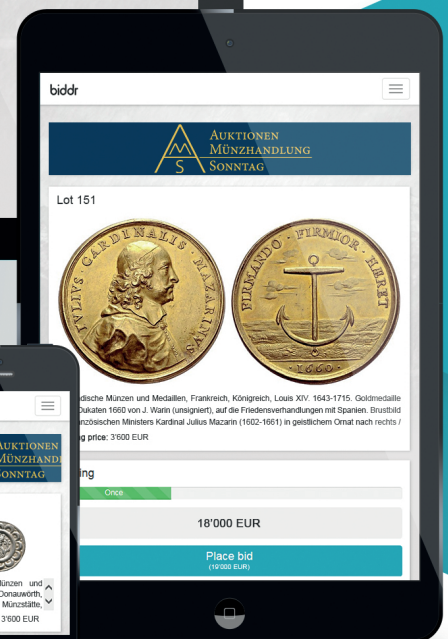 biddr
AUKTIONEN
MÜNZHANDLUNG
SONNTAG
AMS
Lot 151
IVLIVS · CARDINALIS · MAZARINVS
FIRMANDO · FIRMIOR · HERET
· 1660 ·
dische Münzen und Medaillen, Frankreich, Königreich, Louis XIV. 1643-1715. Goldmedaille
Dukaten 1660 von J. Warin (unsigniert), auf die Friedensverhandlungen mit Spanien. Brustbild
nzösischen Ministers Kardinal Julius Mazarin (1602-1661) in geistlichem Ornat nach rechts /
g price: 3'600 EUR
ing
Once
18'000 EUR
Place bid
(19'000 EUR)
AUKTIONEN
MÜNZHAND
SONNTAG
ünzen und
Donauwörth,
Münzstätte,
3'600 EUR